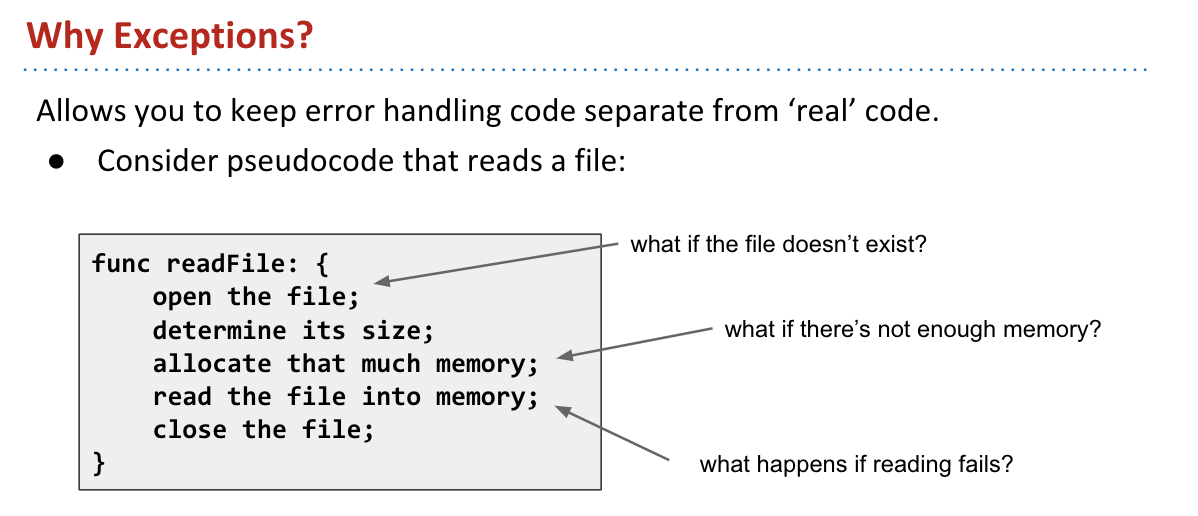 Why Exceptions?
Allows you to keep error handling code separate from ‘real’ code.
● Consider pseudocode that reads a file:
what if the file doesn’t exist?
func readFile: {
open the file;
determine its size;
what if there’s not enough memory?
allocate that much memory;
read the file into memory;
close the file;
what happens if reading fails?
}